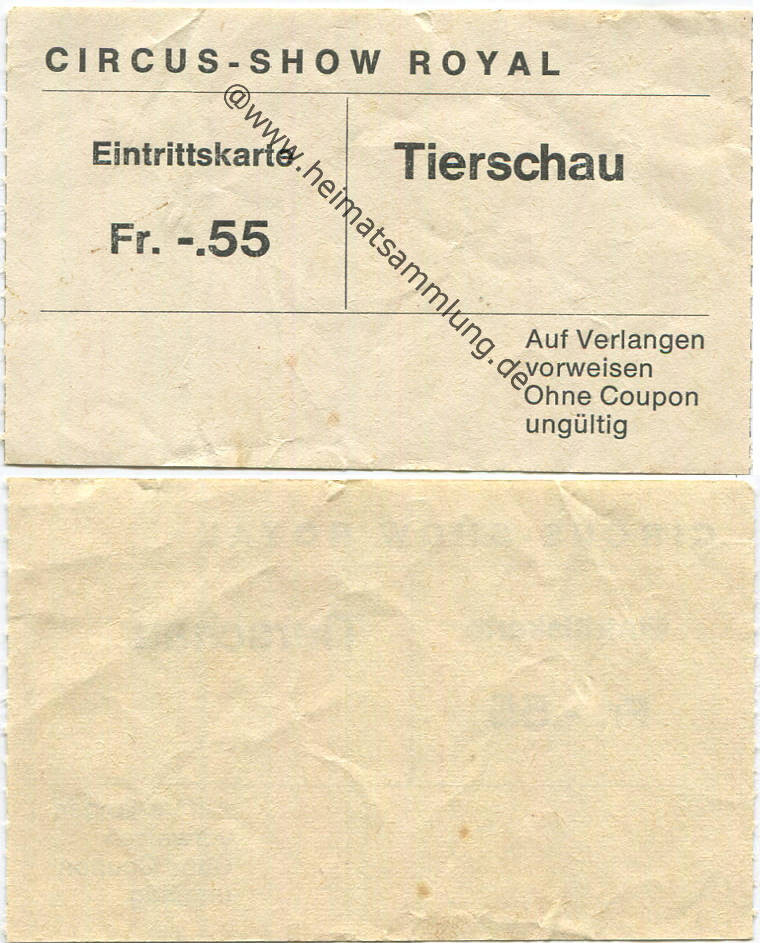 CIRCUS-SHOW ROYAL
Eintrittskarte
Tierschau
Fr. -.55
Auf Verlangen
vorweisen
Ohne Coupon
ungültig
@www.heimatsammlung.de